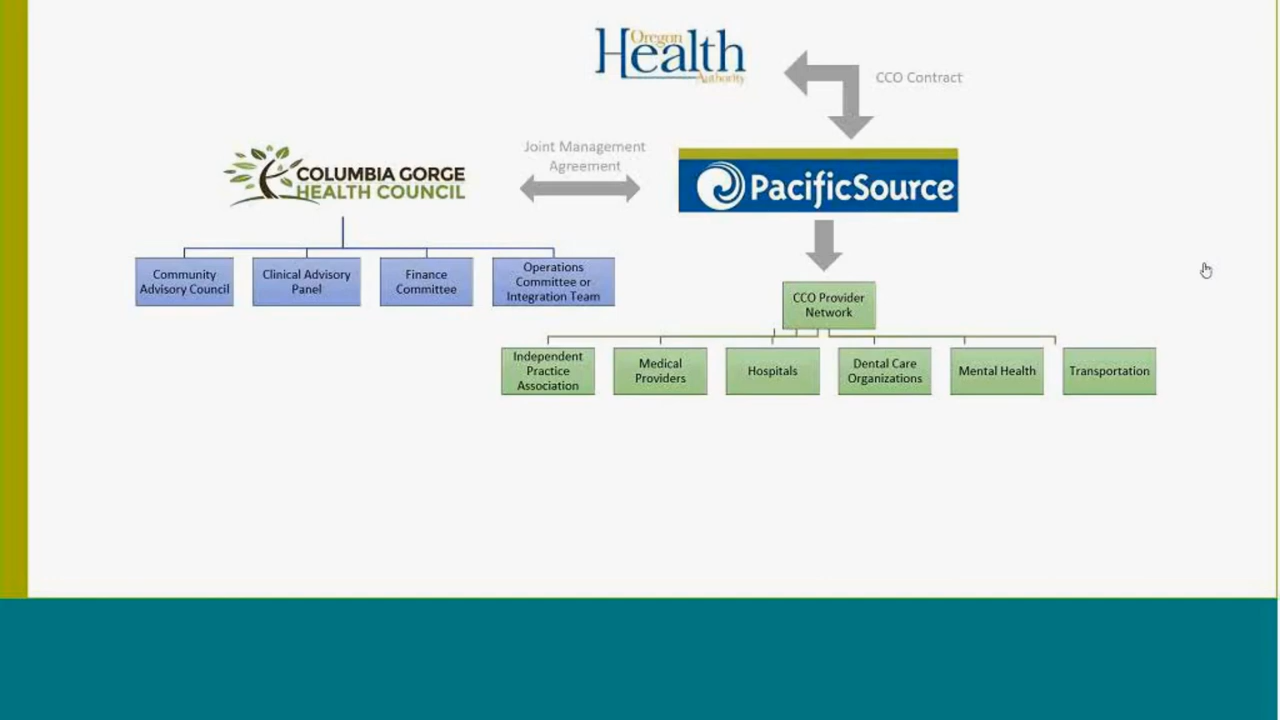 Oregon
Health
Authority
CCO Contract
Joint Management
Agreement
COLUMBIA GORGE
HEALTH COUNCIL
PacificSource
Community
Advisory Council
Clinical Advisory
Panel
Finance
Committee
Operations
Committee or
Integration Team
CCO Provider
Network
Independent
Practice
Association
Medical
Providers
Hospitals
Dental Care
Organizations
Mental Health
Transportation